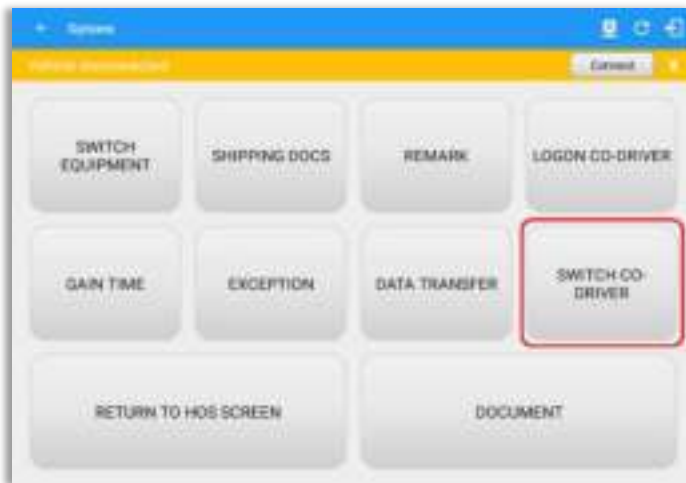 Options
Vehicle disconnected
Connect
SWITCH
EQUIPMENT
SHIPPING DOCS
REMARK
LOGON CO-DRIVER
GAIN TIME
EXCEPTION
DATA TRANSFER
SWITCH CO-
DRIVER
RETURN TO HOS SCREEN
DOCUMENT